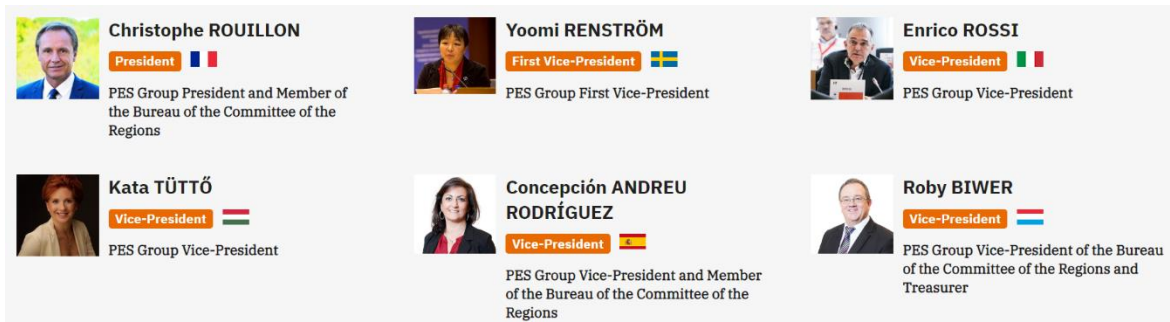 Christophe ROUILLON
President
PES Group President and Member of
the Bureau of the Committee of the
Regions
Yoomi RENSTRÖM
First Vice-President
PES Group First Vice-President
Enrico ROSSI
Vice-President
PES Group Vice-President
Kata TÜTTŐ
Vice-President
PES Group Vice-President
Concepción ANDREU
RODRÍGUEZ
Vice-President
PES Group Vice-President and Member
of the Bureau of the Committee of the
Regions
Roby BIWER
Vice-President
PES Group Vice-President of the Bureau
of the Committee of the Regions and
Treasurer